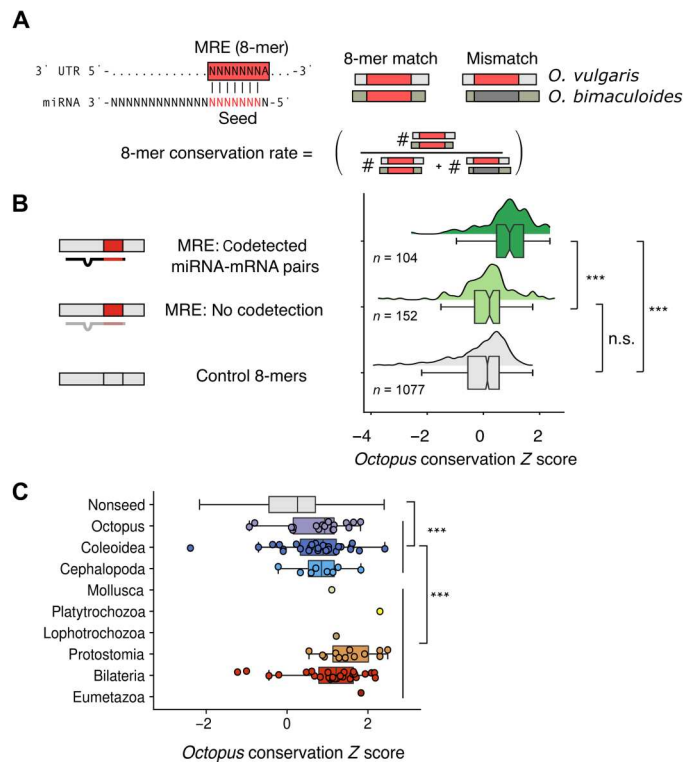 A
MRE (8-mer)
3` UTR 5`-..........NNNNNNNA...-3`
miRNA 3`-NNNNNNNNNNNNNNNNNNNNN-5`
Seed
8-mer match
Mismatch
O. vulgaris
O. bimaculoides
8-mer conservation rate = ( # / # + # )
B
MRE: Codetected
miRNA-mRNA pairs
MRE: No codetection
Control 8-mers
n = 104
n = 152
n = 1077
***
n.s.
***
−4 −2 0 2
Octopus conservation Z score
C
Nonseed
Octopus
Coleoidea
Cephalopoda
Mollusca
Platytrochozoa
Lophotrochozoa
Protostomia
Bilateria
Eumetazoa
***
***
−2 0 2
Octopus conservation Z score